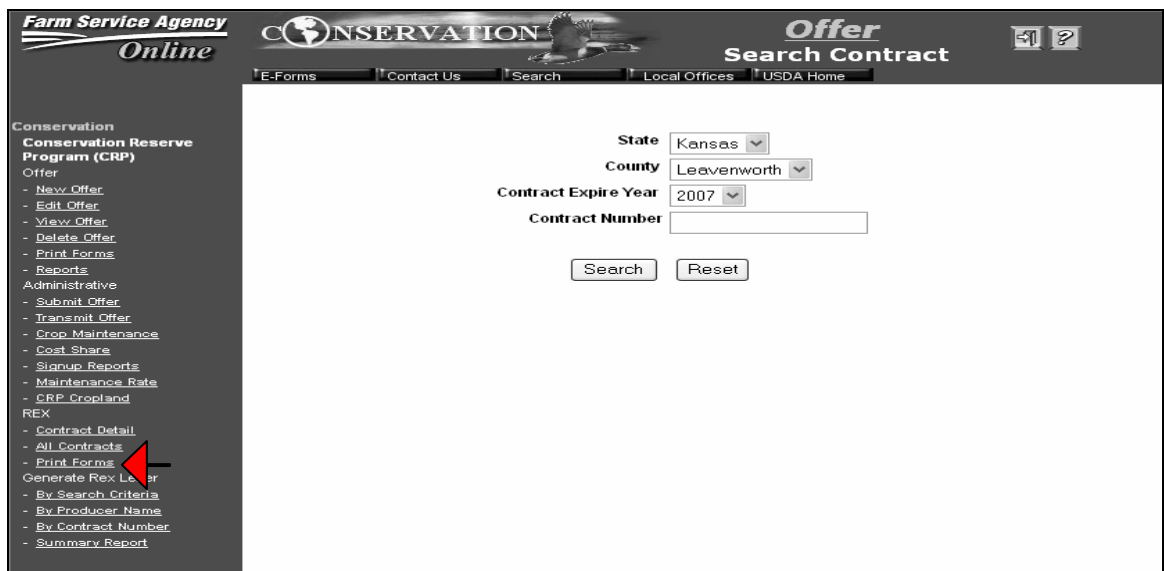 Farm Service Agency
Online
CONSERVATION
Offer
Search Contract
E-Forms Contact Us Search Local Offices USDA Home
Conservation
Conservation Reserve
Program (CRP)
Offer
- New Offer
- Edit Offer
- View Offer
- Delete Offer
- Print Forms
- Reports
Administrative
- Submit Offer
- Transmit Offer
- Crop Maintenance
- Cost Share
- Signup Reports
- Maintenance Rate
- CRP Cropland
REX
- Contract Detail
- All Contracts
- Print Forms
Generate Rex Letter
- By Search Criteria
- By Producer Name
- By Contract Number
- Summary Report
State Kansas
County Leavenworth
Contract Expire Year 2007
Contract Number
Search Reset
?